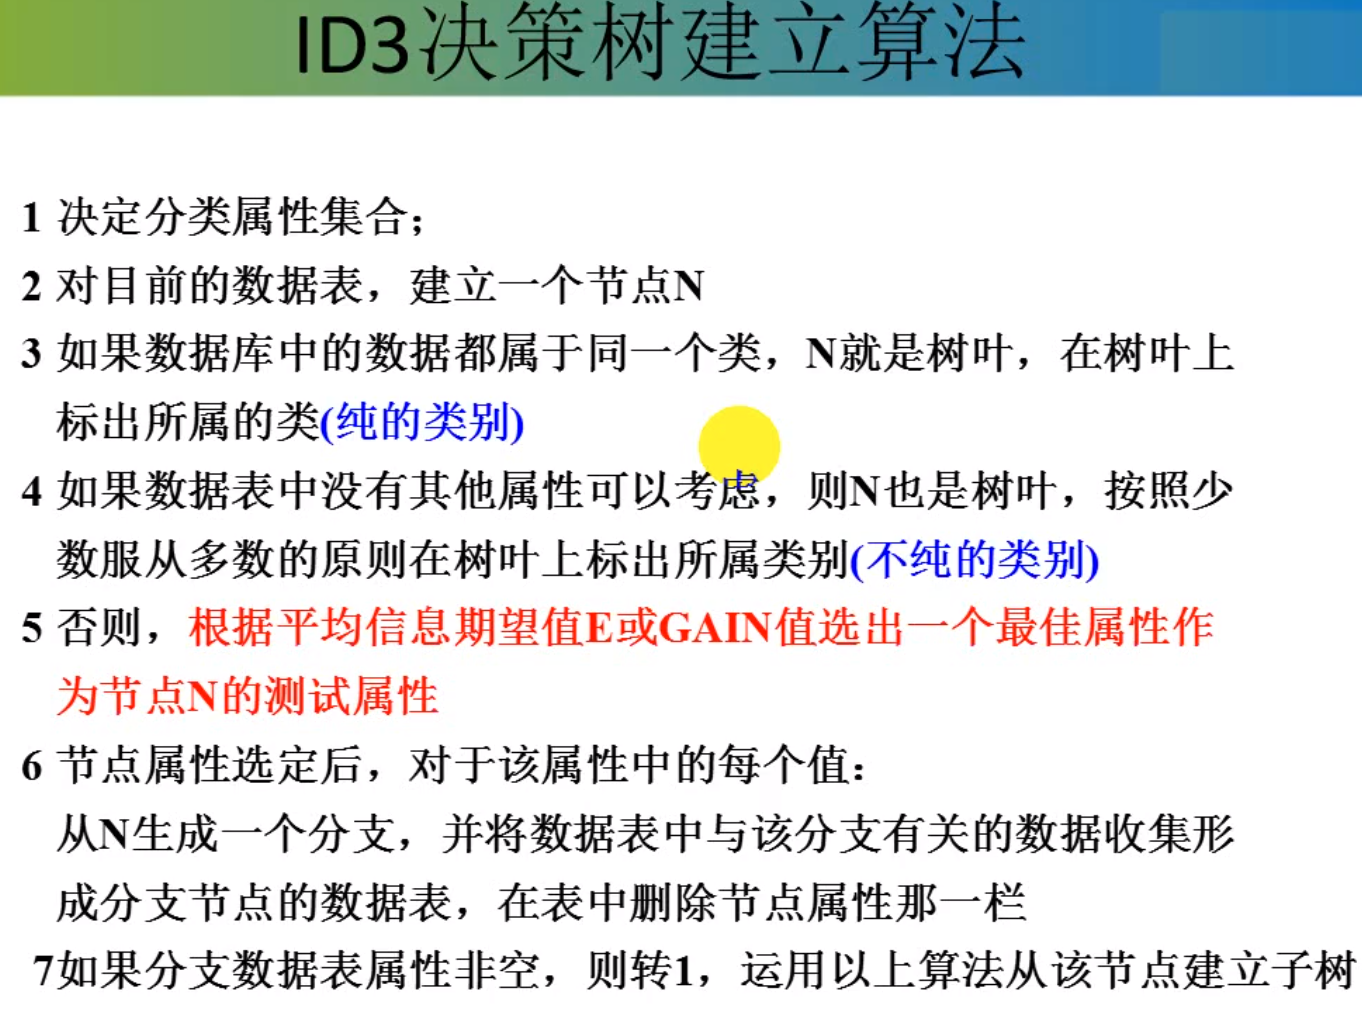 ID3决策树建立算法
1 决定分类属性集合；
2 对目前的数据表，建立一个节点N
3 如果数据库中的数据都属于同一个类，N就是树叶，在树叶上
标出所属的类(纯的类别)
4 如果数据表中没有其他属性可以考虑，则N也是树叶，按照少
数服从多数的原则在树叶上标出所属类别(不纯的类别)
5 否则，根据平均信息期望值E或GAIN值选出一个最佳属性作
为节点N的测试属性
6 节点属性选定后，对于该属性中的每个值：
从N生成一个分支，并将数据表中与该分支有关的数据收集形
成分支节点的数据表，在表中删除节点属性那一栏
7如果分支数据表属性非空，则转1，运用以上算法从该节点建立子树